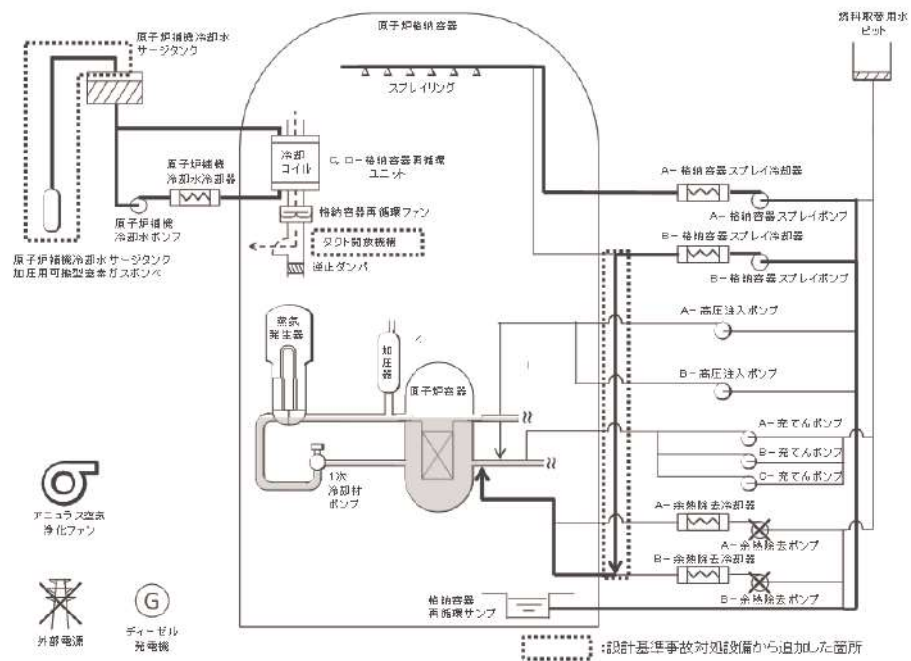 原子炉格納容器
燃料取替用水
ピット
原子炉補機冷却水
サージタンク
スプレイリング
冷却
コイル
C, D-格納容器再循環
ユニット
原子炉補機
冷却水冷却器
A-格納容器スプレイ冷却器
原子炉補機
冷却水ポンプ
格納容器再循環ファン
A-格納容器スプレイポンプ
ダクト開放機構
B-格納容器スプレイ冷却器
原子炉補機冷却水サージタンク
加圧用可搬型窒素ガスボンベ
逆止ダンパ
B-格納容器スプレイポンプ
蒸気
発生器
A-高圧注入ポンプ
加
圧
器
原子炉容器
B-高圧注入ポンプ
A-充てんポンプ
B-充てんポンプ
C-充てんポンプ
1次
冷却材
ポンプ
アニュラス空気
浄化ファン
A-余熱除去冷却器
A-余熱除去ポンプ
B-余熱除去冷却器
B-余熱除去ポンプ
格納容器
再循環サンプ
G
外部電源
ディーゼル
発電機
:設計基準事故対処設備から追加した箇所